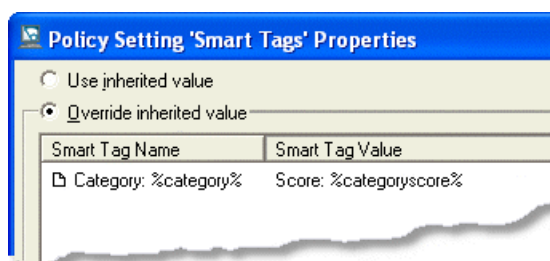 Policy Setting 'Smart Tags' Properties
Use inherited value
Override inherited value
Smart Tag Name Smart Tag Value
Category: %category% Score: %categoryscore%